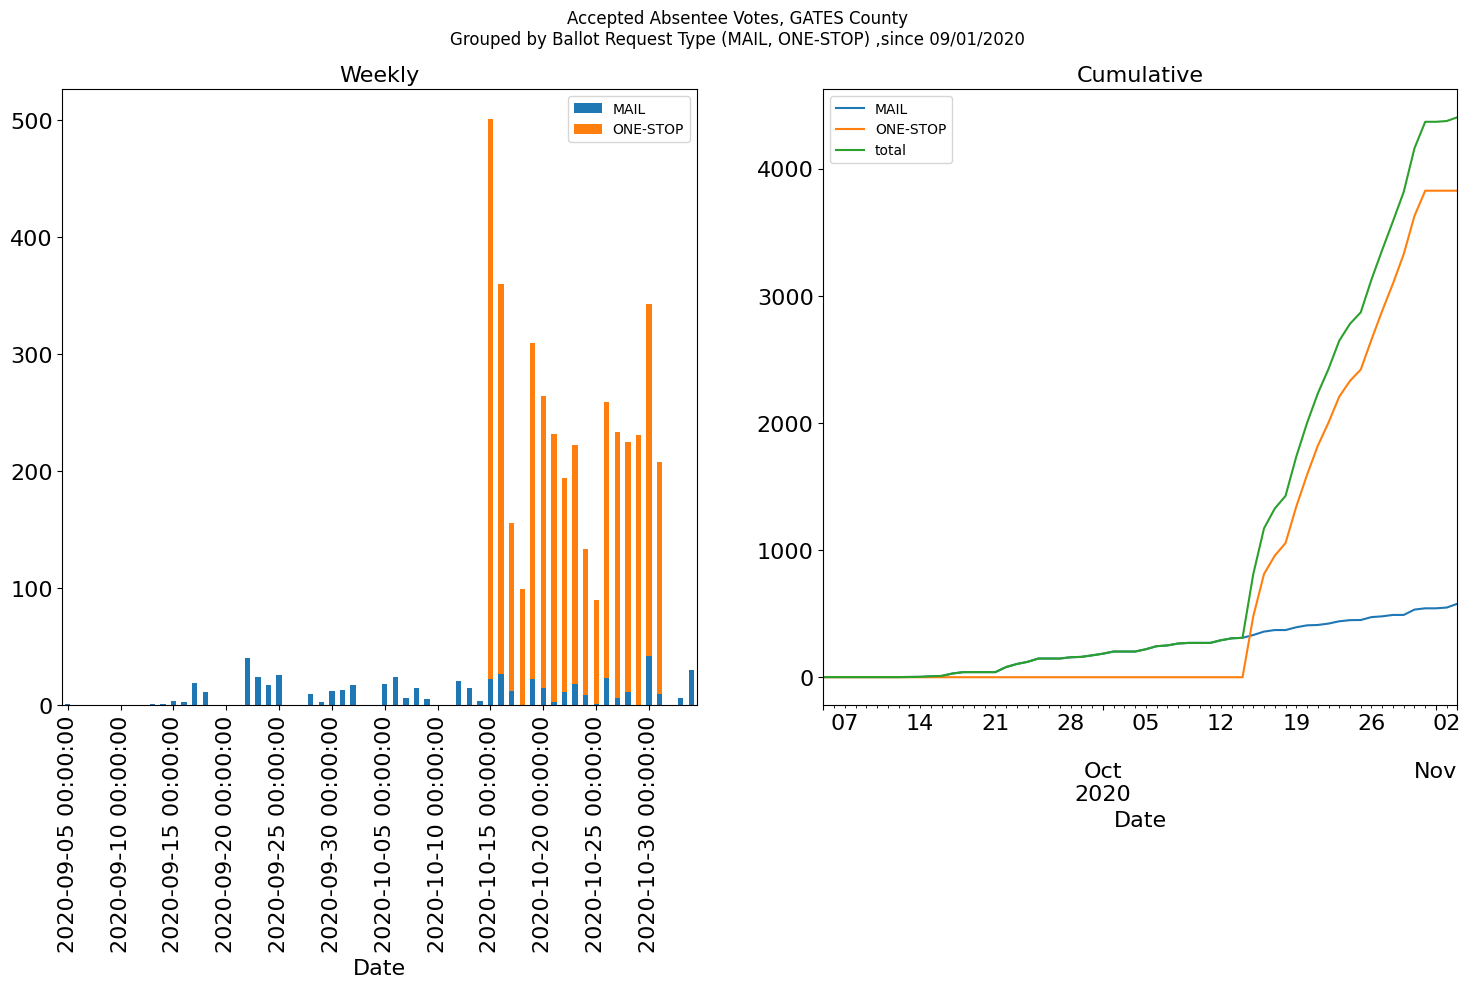 Accepted Absentee Votes, GATES County
Grouped by Ballot Request Type (MAIL, ONE-STOP) ,since 09/01/2020
Weekly
MAIL
ONE-STOP
500
400
300
200
100
0
2020-09-05 00:00:00
2020-09-10 00:00:00
2020-09-15 00:00:00
2020-09-20 00:00:00
2020-09-25 00:00:00
2020-09-30 00:00:00
2020-10-05 00:00:00
2020-10-10 00:00:00
2020-10-15 00:00:00
2020-10-20 00:00:00
2020-10-25 00:00:00
2020-10-30 00:00:00
Date
Cumulative
MAIL
ONE-STOP
total
4000
3000
2000
1000
0
07 14 21 28 05 12 19 26 02
Oct Nov
2020
Date